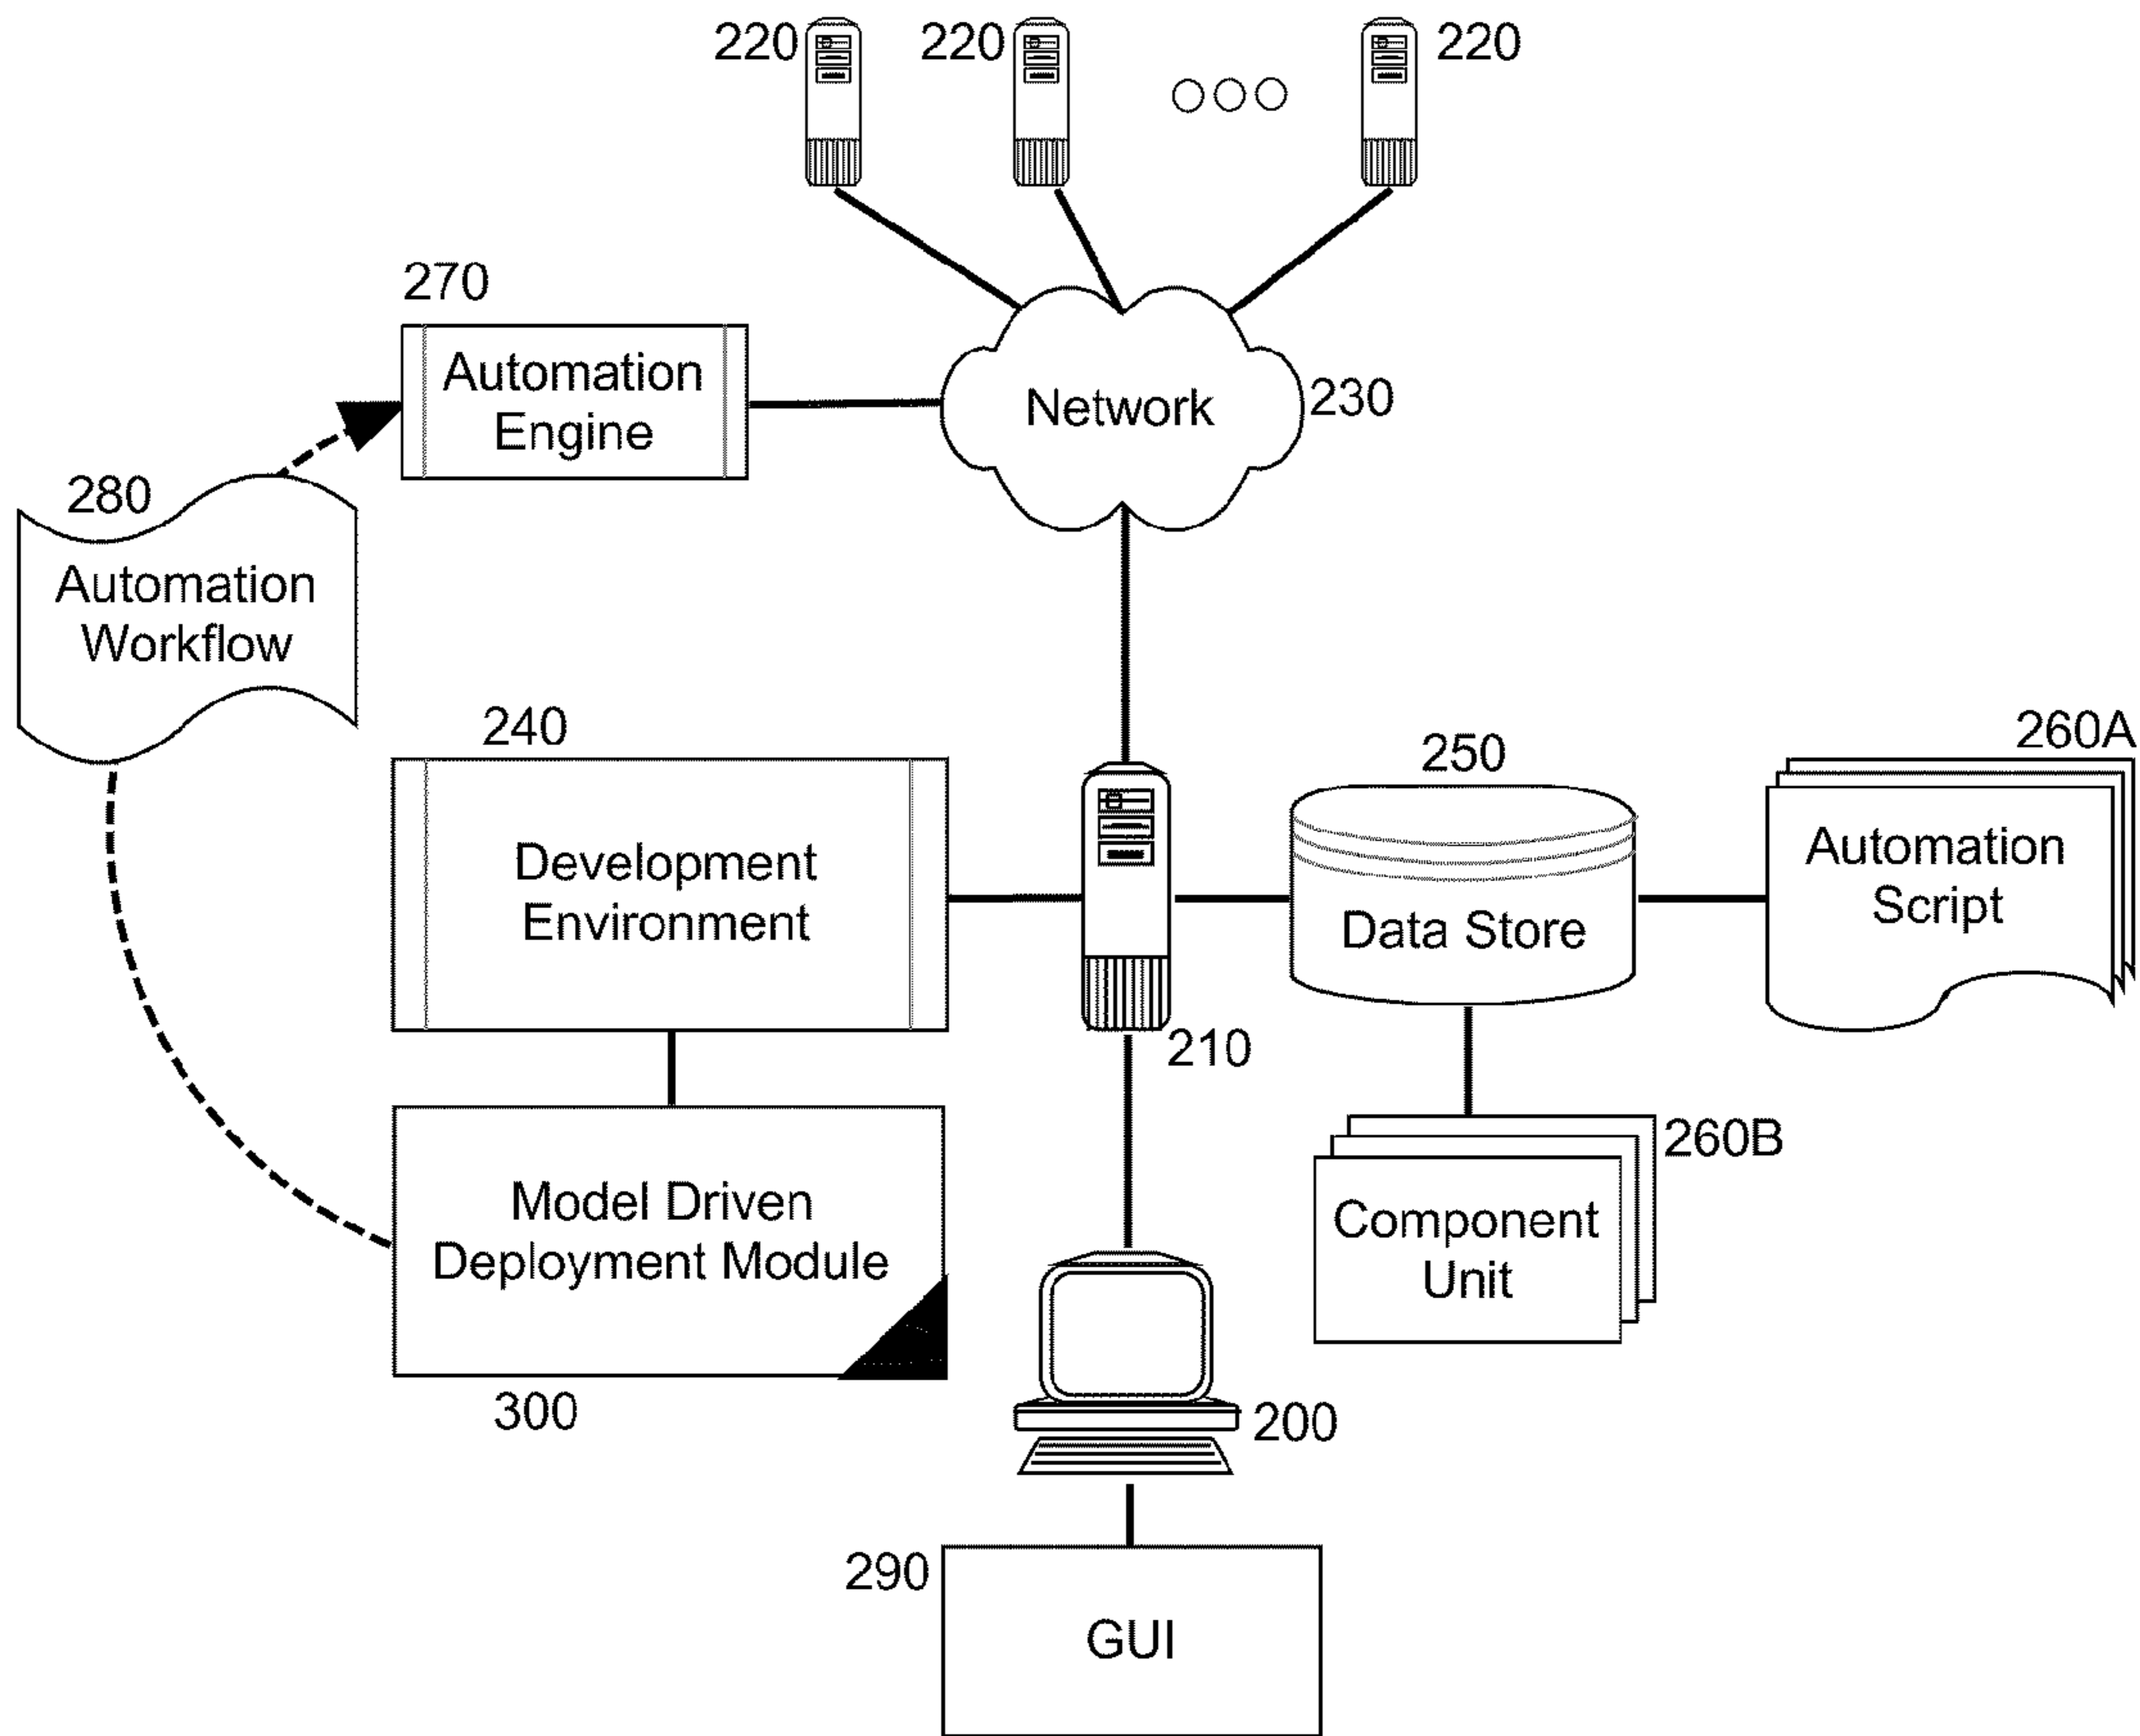 220
220
220
270
Automation
Engine
Network
230
280
Automation
Workflow
240
Development
Environment
250
Data Store
260A
Automation
Script
210
260B
Component
Unit
Model Driven
Deployment Module
300
200
290
GUI